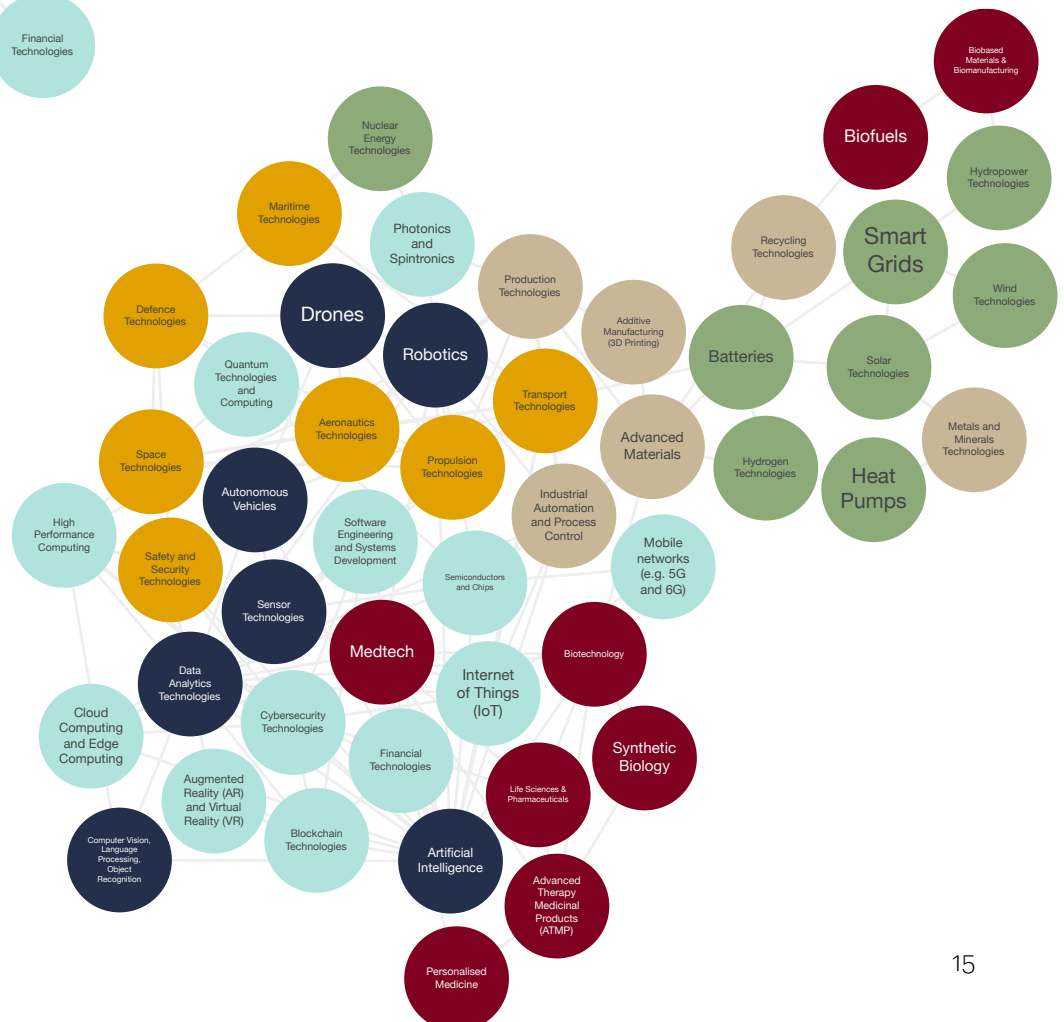 Financial
Technologies
Biobased
Materials &
Biomanufacturing
Nuclear
Energy
Technologies
Biofuels
Hydropower
Technologies
Maritime
Technologies
Photonics
and
Spintronics
Recycling
Technologies
Smart
Grids
Production
Technologies
Wind
Technologies
Defence
Technologies
Drones
Additive
Manufacturing
(3D Printing)
Robotics
Batteries
Solar
Technologies
Quantum
Technologies
and
Computing
Transport
Technologies
Aeronautics
Technologies
Metals and
Minerals
Technologies
Advanced
Materials
Space
Technologies
Propulsion
Technologies
Hydrogen
Technologies
Heat
Pumps
Autonomous
Vehicles
Industrial
Automation
and Process
Control
High
Performance
Computing
Software
Engineering
and Systems
Development
Mobile
networks
(e.g. 5G
and 6G)
Safety and
Security
Technologies
Semiconductors
and Chips
Sensor
Technologies
Medtech
Biotechnology
Data
Analytics
Technologies
Internet
of Things
(IoT)
Cloud
Computing
and Edge
Computing
Cybersecurity
Technologies
Financial
Technologies
Synthetic
Biology
Augmented
Reality (AR)
and Virtual
Reality (VR)
Life Sciences &
Pharmaceuticals
Blockchain
Technologies
Computer Vision,
Language
Processing,
Object
Recognition
Artificial
Intelligence
Advanced
Therapy
Medicinal
Products
(ATMP)
Personalised
Medicine
15